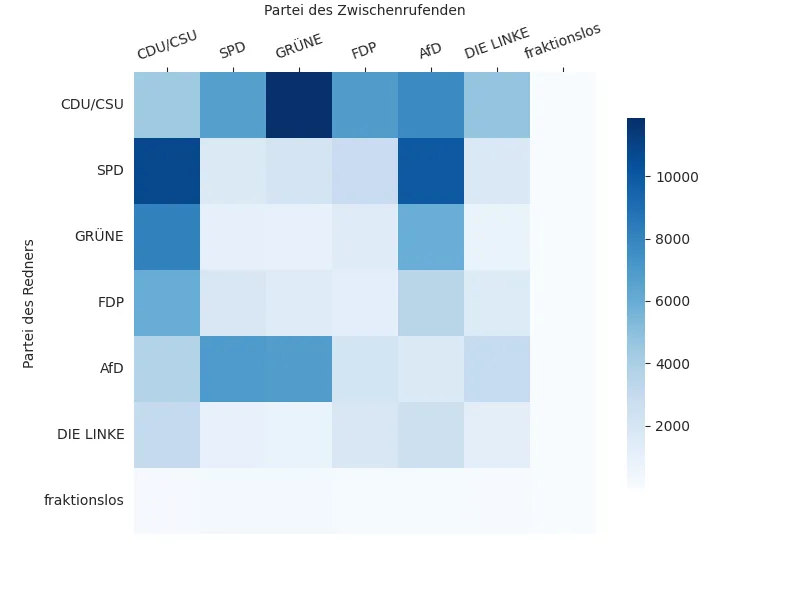 Partei des Zwischenrufenden
CDU/CSU SPD GRÜNE FDP AfD DIE LINKE fraktionslos
Partei des Redners
CDU/CSU
SPD
GRÜNE
FDP
AfD
DIE LINKE
fraktionslos
10000
8000
6000
4000
2000